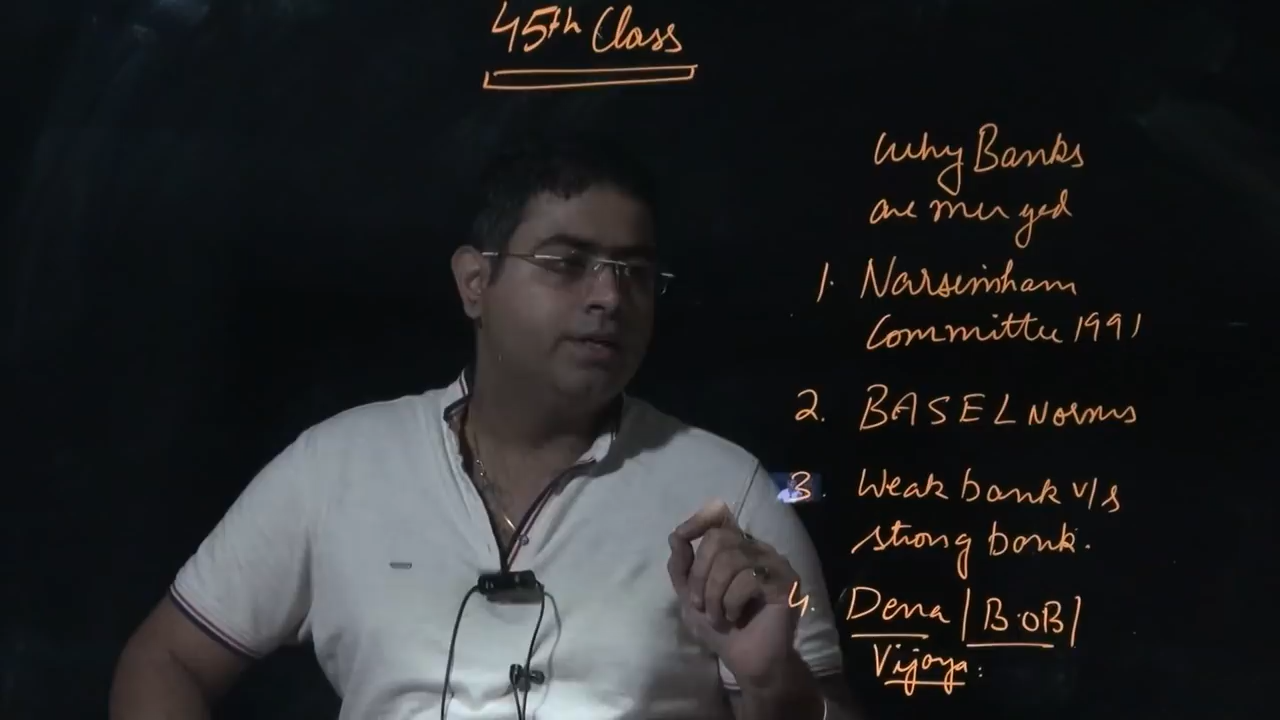 45th Class
Why Banks
are merged
1. Narsimham
Committee 1991
2. BASEL Norms
3. Weak bank v/s
strong bank.
4. Dena | B.OB |
Vijaya: